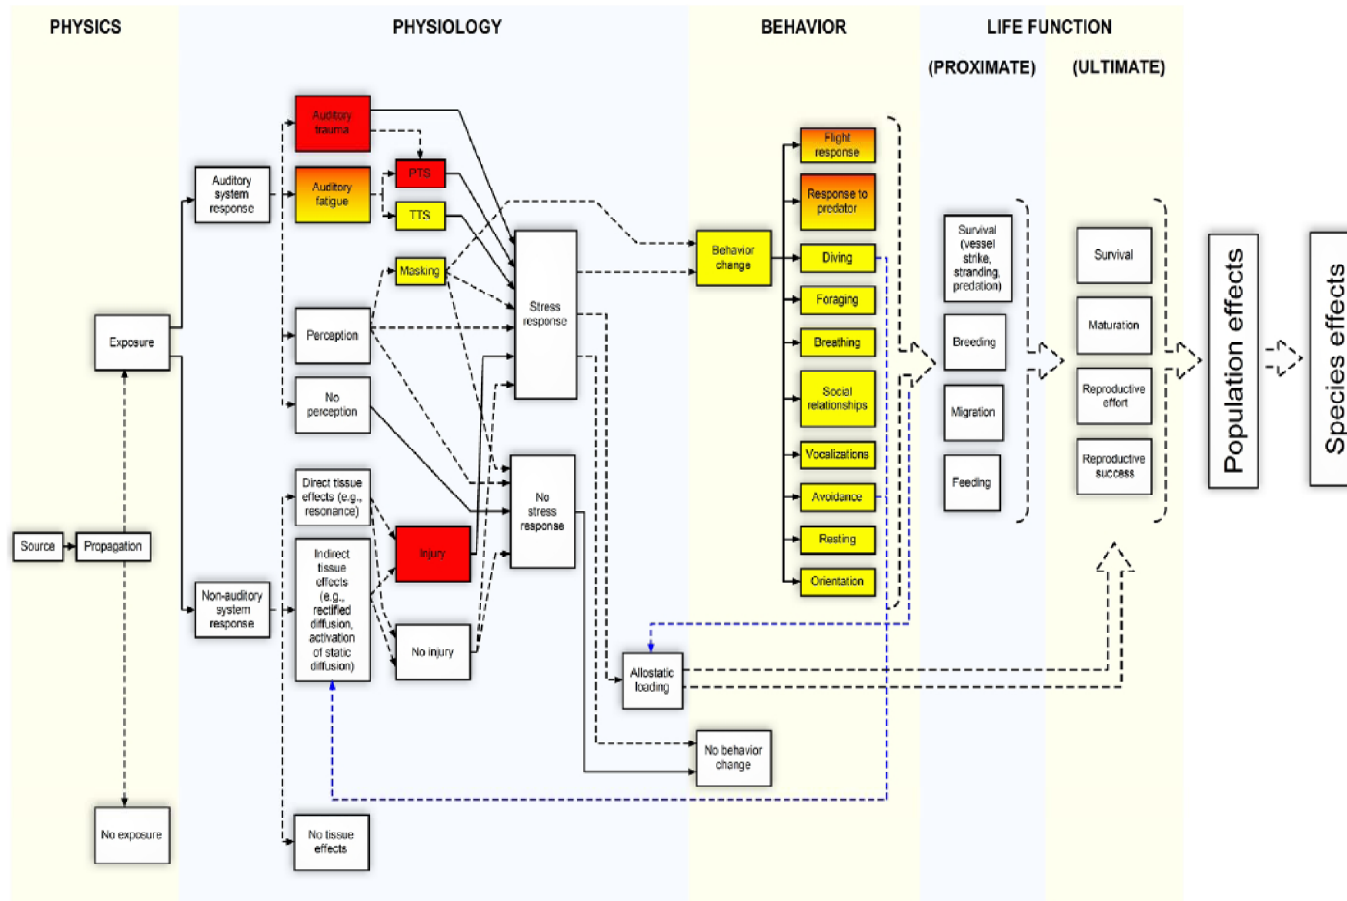 PHYSICS
PHYSIOLOGY
BEHAVIOR
LIFE FUNCTION
(PROXIMATE)
(ULTIMATE)
Source
Propagation
Exposure
No exposure
Auditory
system
response
Non-auditory
system
response
Auditory
trauma
Auditory
fatigue
PTS
TTS
Masking
Perception
No
perception
Direct tissue
effects (e.g.,
resonance)
Indirect
tissue
effects
(e.g.,
rectified
diffusion,
activation
of static
diffusion)
No tissue
effects
Injury
No injury
Stress
response
No
stress
response
Allostatic
loading
Behavior
change
No behavior
change
Flight
response
Response to
predator
Diving
Foraging
Breathing
Social
relationships
Vocalizations
Avoidance
Resting
Orientation
Survival
(vessel
strike,
stranding,
predation)
Breeding
Migration
Feeding
Survival
Maturation
Reproductive
effort
Reproductive
success
Population effects
Species effects